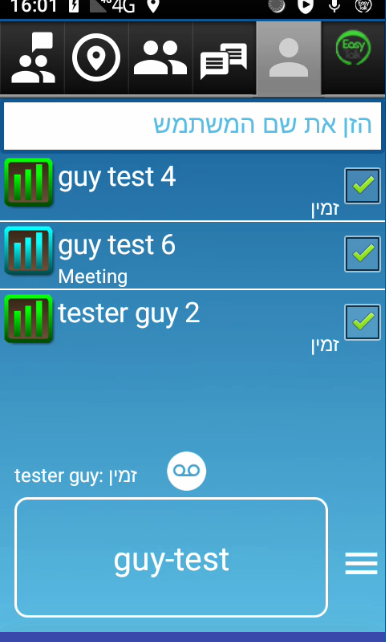 16:01 4G
Easy
הזן את שם המשתמש
guy test 4
זמין
guy test 6
Meeting
tester guy 2
זמין
tester guy: זמין
guy-test